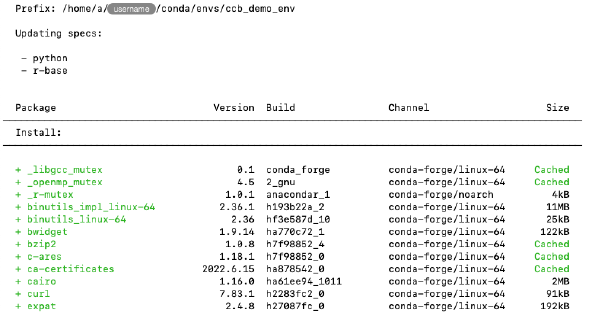 Prefix: /home/a/username/conda/envs/ccb_demo_env
Updating specs:
- python
- r-base
Package Version Build Channel Size
Install:
+ _libgcc_mutex 0.1 conda_forge conda-forge/linux-64 Cached
+ _openmp_mutex 4.5 2_gnu conda-forge/linux-64 Cached
+ _r-mutex 1.0.1 anacondar_1 conda-forge/noarch 4kB
+ binutils_impl_linux-64 2.36.1 h193b22a_2 conda-forge/linux-64 11MB
+ binutils_linux-64 2.36 hf3e587d_10 conda-forge/linux-64 25kB
+ bwidget 1.9.14 ha770c72_1 conda-forge/linux-64 122kB
+ bzip2 1.0.8 h7f98852_4 conda-forge/linux-64 Cached
+ c-ares 1.18.1 h7f98852_0 conda-forge/linux-64 Cached
+ ca-certificates 2022.6.15 ha878542_0 conda-forge/linux-64 Cached
+ cairo 1.16.0 ha61ee94_1011 conda-forge/linux-64 2MB
+ curl 7.83.1 h2283fc2_0 conda-forge/linux-64 91kB
+ expat 2.4.8 h27087fc_0 conda-forge/linux-64 192kB